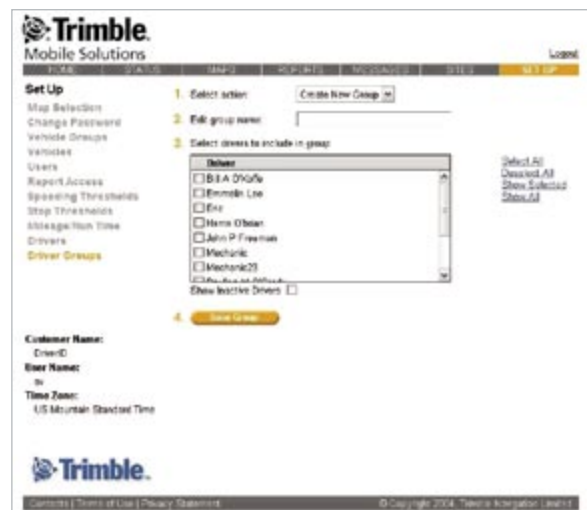 Trimble.
Mobile Solutions
Logout
HOME STATUS MAPS REPORTS MESSAGES SITES SET UP
Set Up
Map Selection
Change Password
Vehicle Groups
Vehicles
Users
Report Access
Speeding Thresholds
Stop Thresholds
Mileage/Run Time
Drivers
Driver Groups
1. Select action: Create New Group
2. Edit group name:
3. Select drivers to include in group:
Driver
Emmelin Lee
Eric
John P Freeman
Mechanic
Mechanic23
Show Inactive Drivers
Select All
Deselect All
Show Selected
Show All
4. Save Group
Customer Name:
DriverID
User Name:
Time Zone:
US Mountain Standard Time
Trimble.
Contacts | Terms of Use | Privacy Statement
© Copyright 2004, Trimble Navigation Limited